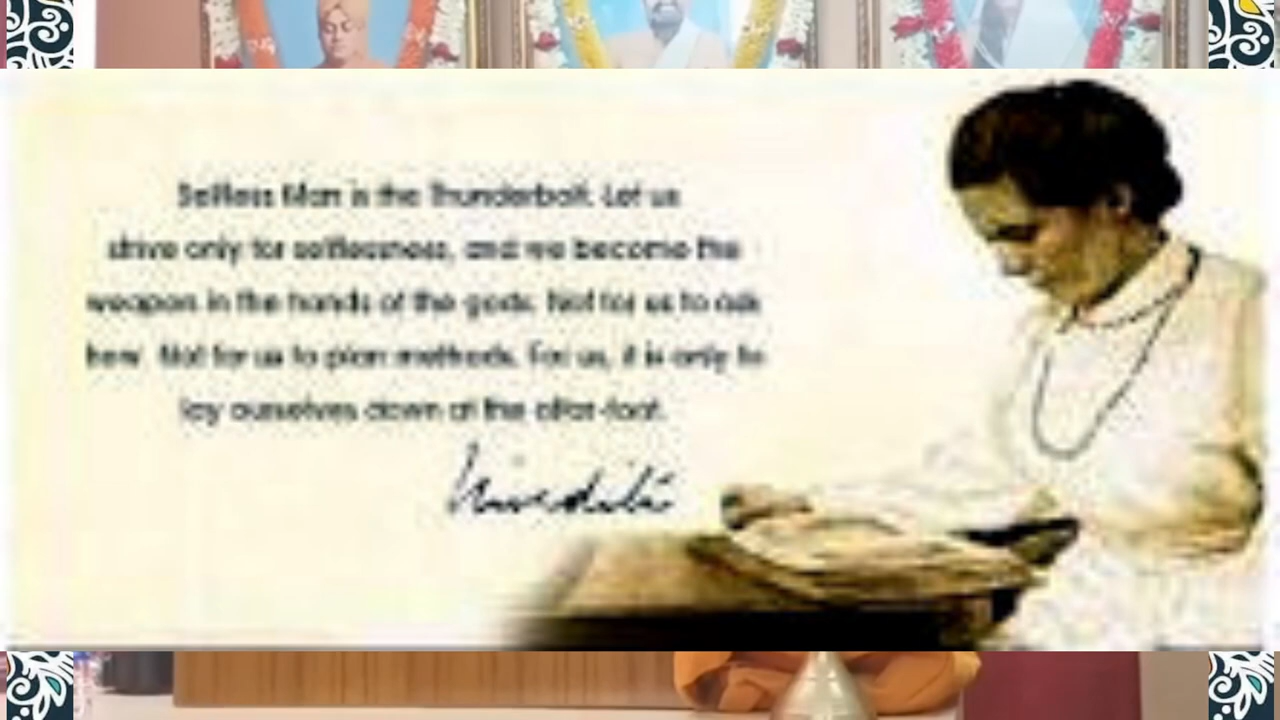 Selfless Man is the Thunderbolt. Let us
strive only for selflessness, and we become the
weapon in the hands of the gods. Not for us to ask
how. Not for us to plan methods. For us, it is only to
lay ourselves down at the altar-foot.
Nivedita